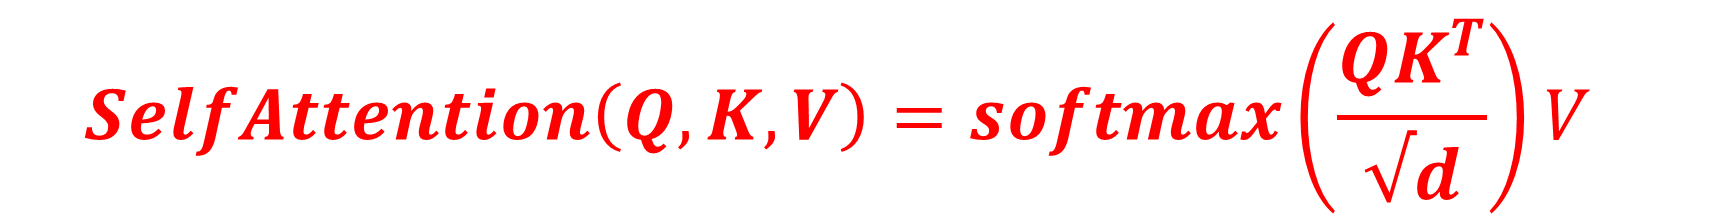 SelfAttention(Q, K, V) = softmax(QK^T / √d) V